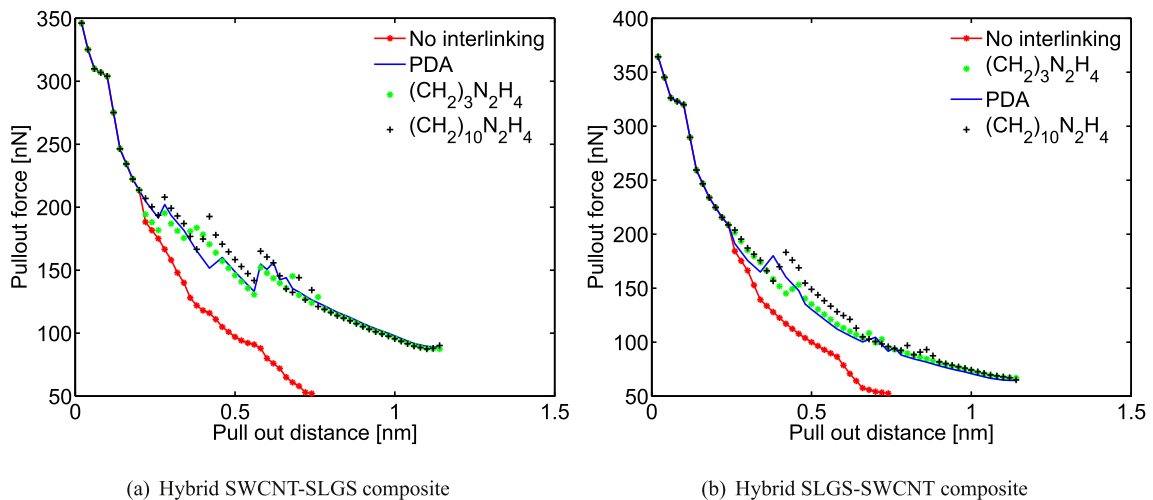 350
300
250
200
150
100
50
0
0.5
1
1.5
Pullout force [nN]
Pull out distance [nm]
No interlinking
PDA
(CH2)3N2H4
(CH2)10N2H4
(a) Hybrid SWCNT-SLGS composite
400
350
300
250
200
150
100
50
0
0.5
1
1.5
Pullout force [nN]
Pull out distance [nm]
No interlinking
(CH2)3N2H4
PDA
(CH2)10N2H4
(b) Hybrid SLGS-SWCNT composite